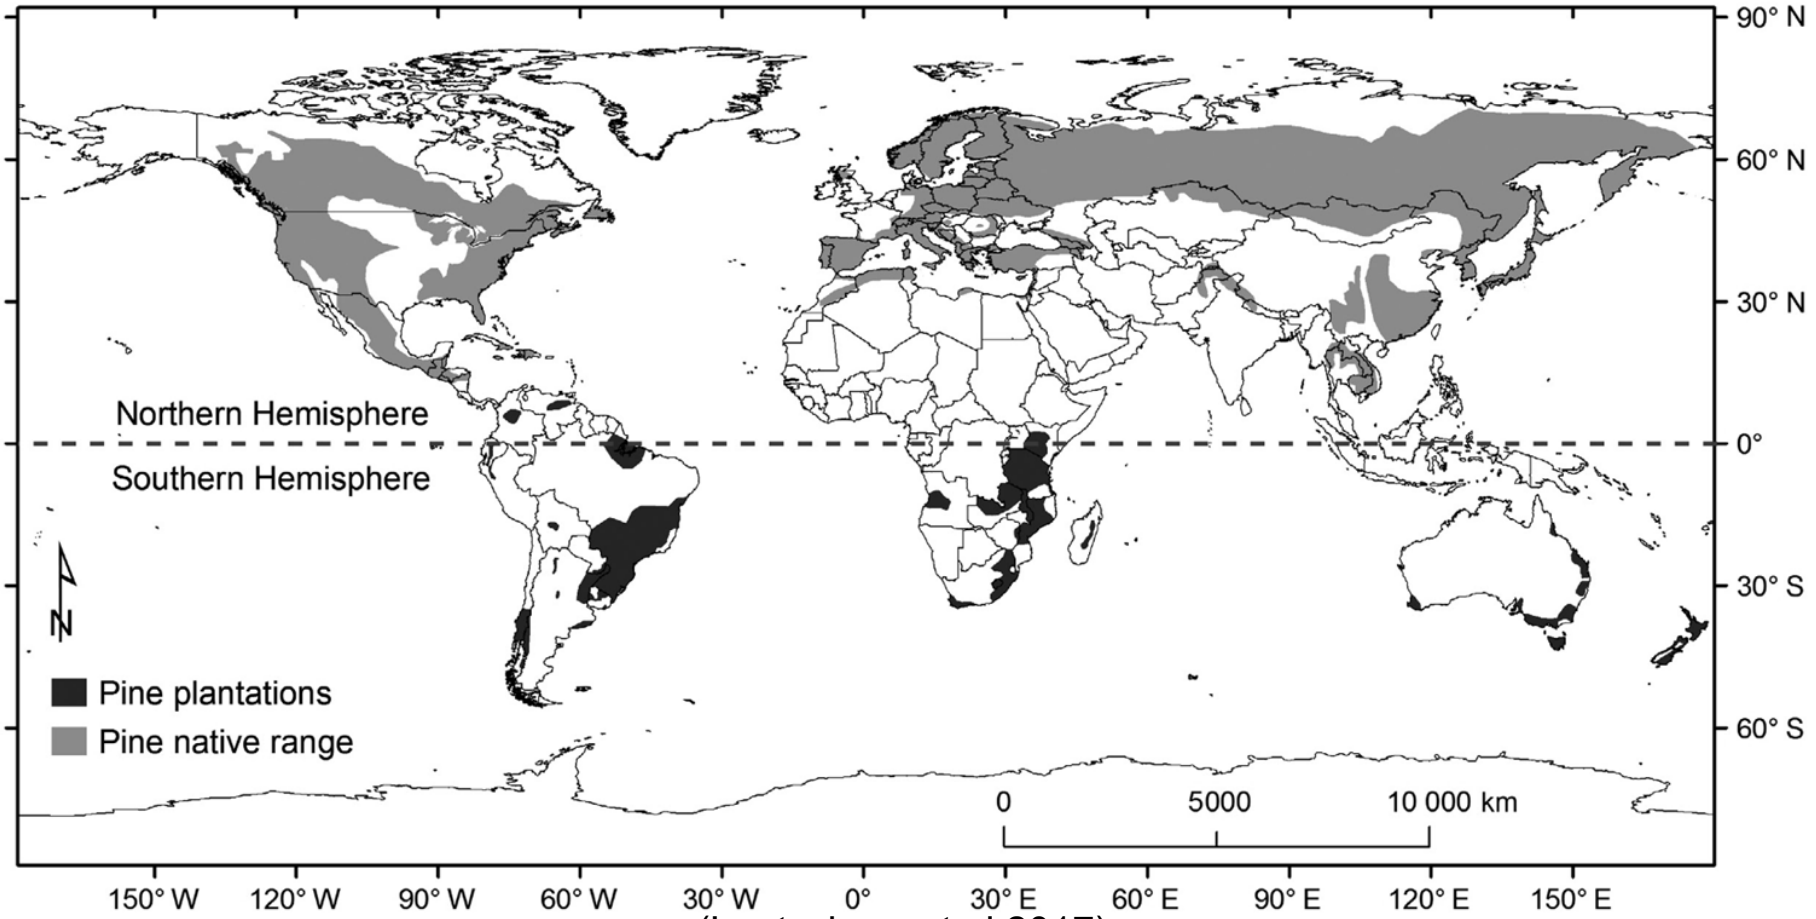 90° N
60° N
30° N
Northern Hemisphere
0°
Southern Hemisphere
30° S
N
Pine plantations
60° S
Pine native range
0 5000 10 000 km
150° W 120° W 90° W 60° W 30° W 0° 30° E 60° E 90° E 120° E 150° E